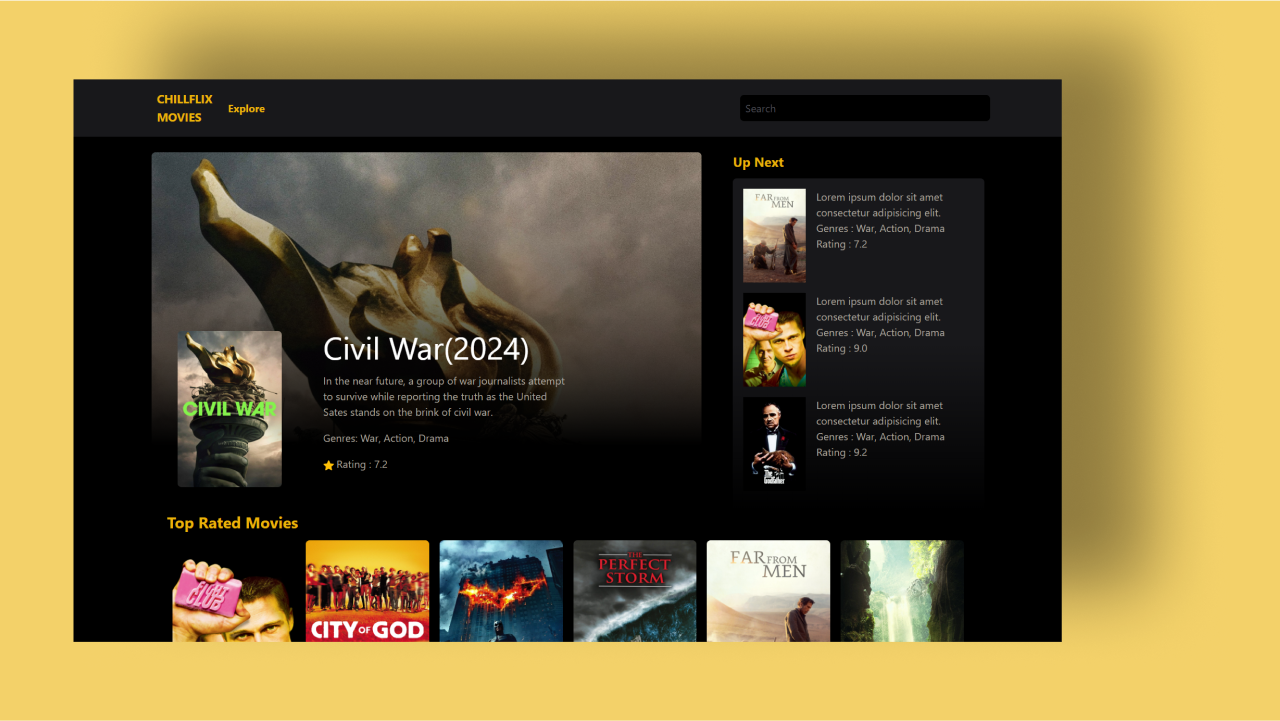 CHILLFLIX
MOVIES
Explore
Search
CIVIL WAR
Civil War(2024)
In the near future, a group of war journalists attempt
to survive while reporting the truth as the United
Sates stands on the brink of civil war.
Genres: War, Action, Drama
Rating : 7.2
Up Next
FAR FROM
MEN
Lorem ipsum dolor sit amet
consectetur adipisicing elit.
Genres : War, Action, Drama
Rating : 7.2
CLUB
Lorem ipsum dolor sit amet
consectetur adipisicing elit.
Genres : War, Action, Drama
Rating : 9.0
The
Godfather
Lorem ipsum dolor sit amet
consectetur adipisicing elit.
Genres : War, Action, Drama
Rating : 9.2
Top Rated Movies
FIGHT
CLUB
CITY OF GOD
THE
PERFECT
STORM
FAR FROM
MEN